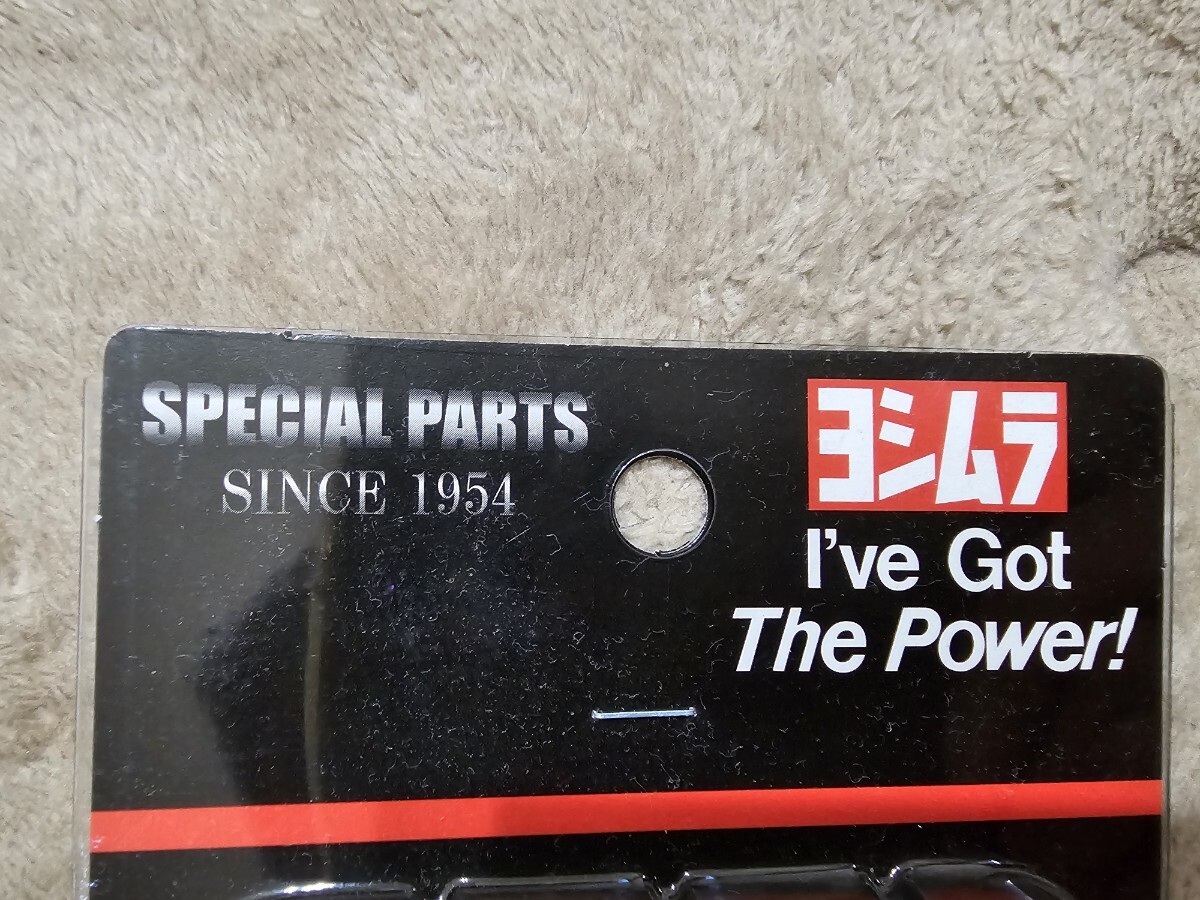 SPECIAL PARTS
SINCE 1954
ヨシムラ
I've Got
The Power!